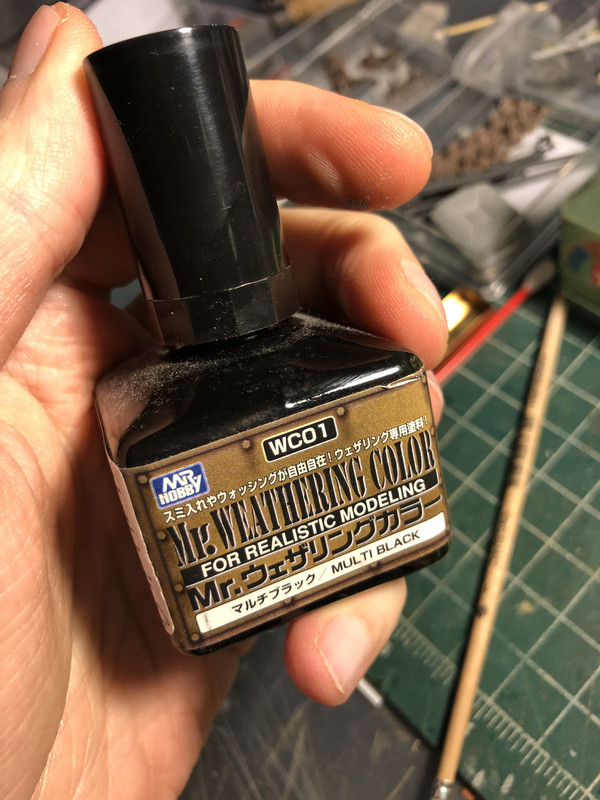 WC01
MR HOBBY
スミ入れやウォッシングが自由自在！ウェザリング専用塗料！
Mr. WEATHERING COLOR
FOR REALISTIC MODELING
Mr.ウェザリングカラー
マルチブラック／MULTI BLACK